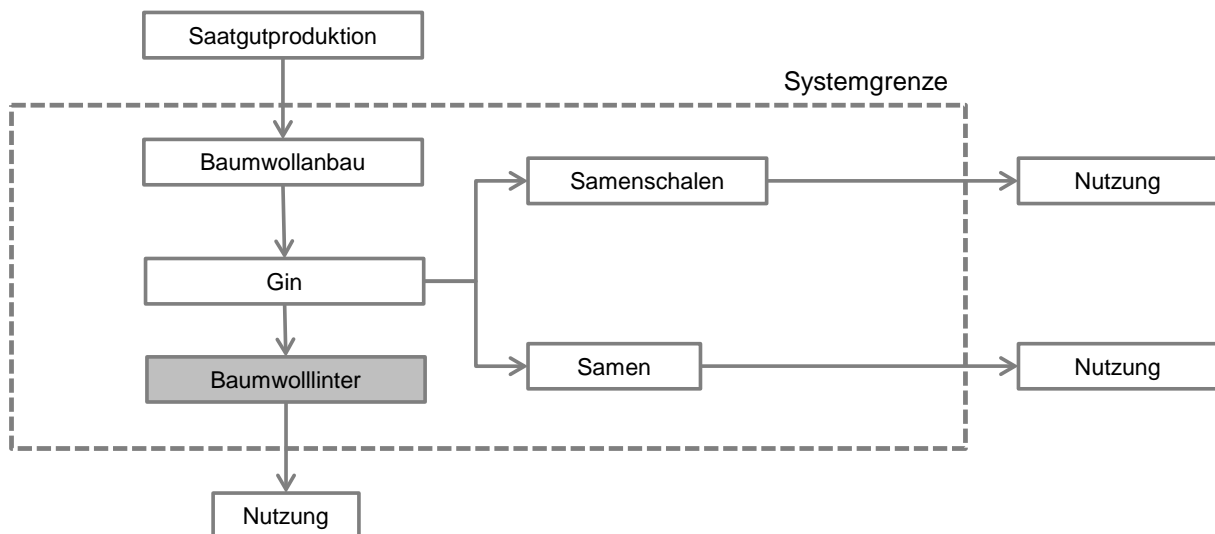 Saatgutproduktion
Systemgrenze
Baumwollanbau
Samenschalen
Nutzung
Gin
Baumwolllinter
Samen
Nutzung
Nutzung